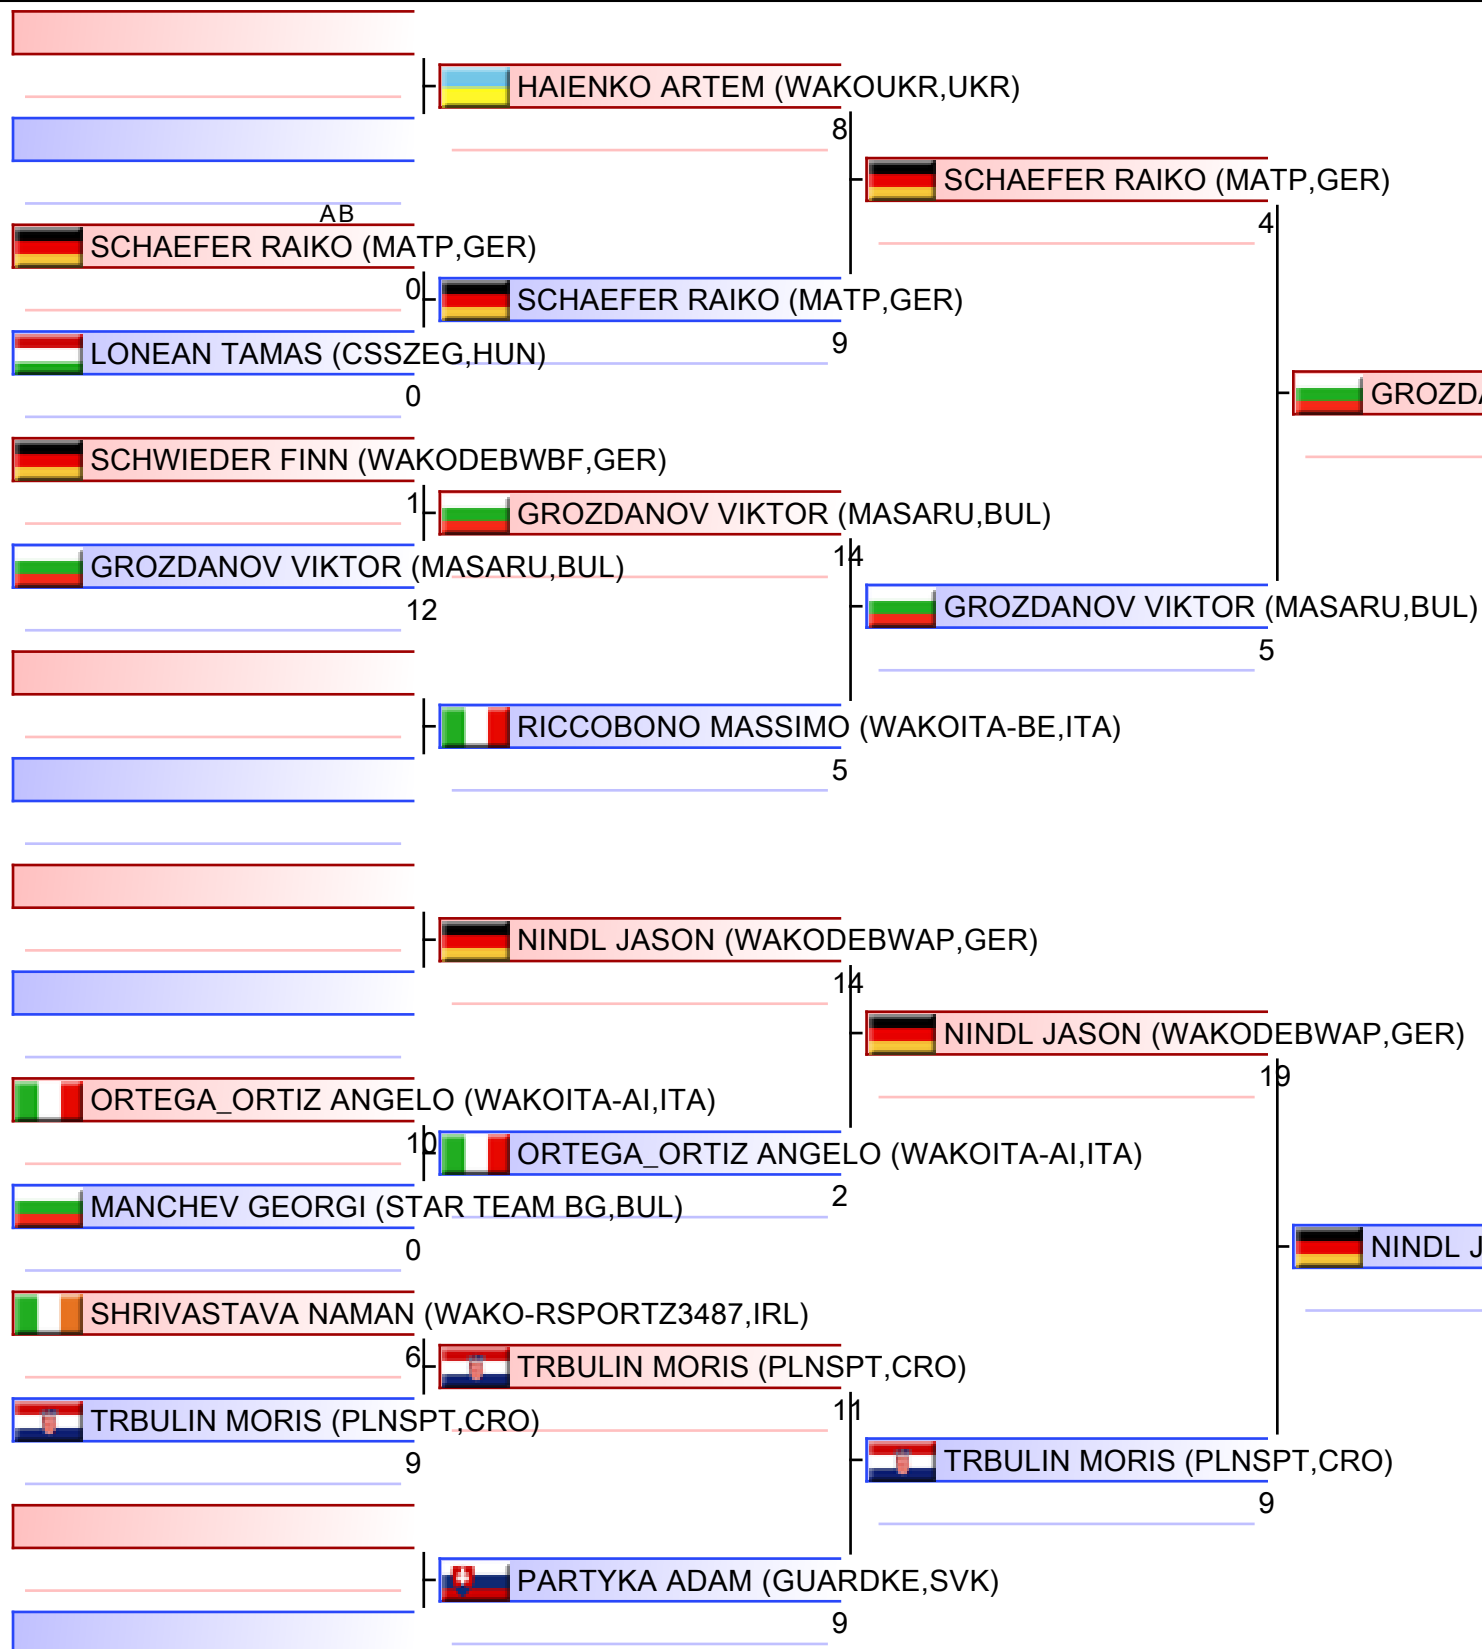 HAIENKO ARTEM (WAKOUKR,UKR)
8
SCHAEFER RAIKO (MATP,GER)
4
AB
SCHAEFER RAIKO (MATP,GER)
0
SCHAEFER RAIKO (MATP,GER)
9
LONEAN TAMAS (CSSZEG,HUN)
0
GROZDA
SCHWIEDER FINN (WAKODEBWBF,GER)
1
GROZDANOV VIKTOR (MASARU,BUL)
14
GROZDANOV VIKTOR (MASARU,BUL)
12
GROZDANOV VIKTOR (MASARU,BUL)
5
RICCOBONO MASSIMO (WAKOITA-BE,ITA)
5
NINDL JASON (WAKODEBWAP,GER)
14
NINDL JASON (WAKODEBWAP,GER)
19
ORTEGA_ORTIZ ANGELO (WAKOITA-AI,ITA)
10
ORTEGA_ORTIZ ANGELO (WAKOITA-AI,ITA)
2
MANCHEV GEORGI (STAR TEAM BG,BUL)
0
NINDL J
SHRIVASTAVA NAMAN (WAKO-RSPORTZ3487,IRL)
6
TRBULIN MORIS (PLNSPT,CRO)
11
TRBULIN MORIS (PLNSPT,CRO)
9
TRBULIN MORIS (PLNSPT,CRO)
9
PARTYKA ADAM (GUARDKE,SVK)
9